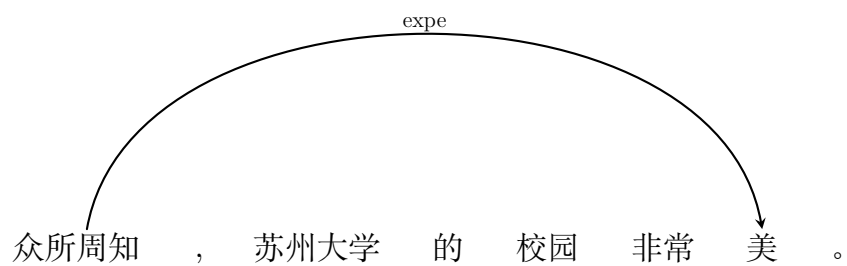 expe
众所周知 , 苏州大学 的 校园 非常 美 。